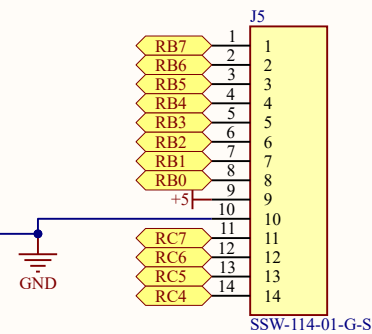 J5
RB7 1 1
RB6 2 2
RB5 3 3
RB4 4 4
RB3 5 5
RB2 6 6
RB1 7 7
RB0 8 8
+5 9 9
10 10
RC7 11 11
RC6 12 12
RC5 13 13
RC4 14 14
GND
SSW-114-01-G-S